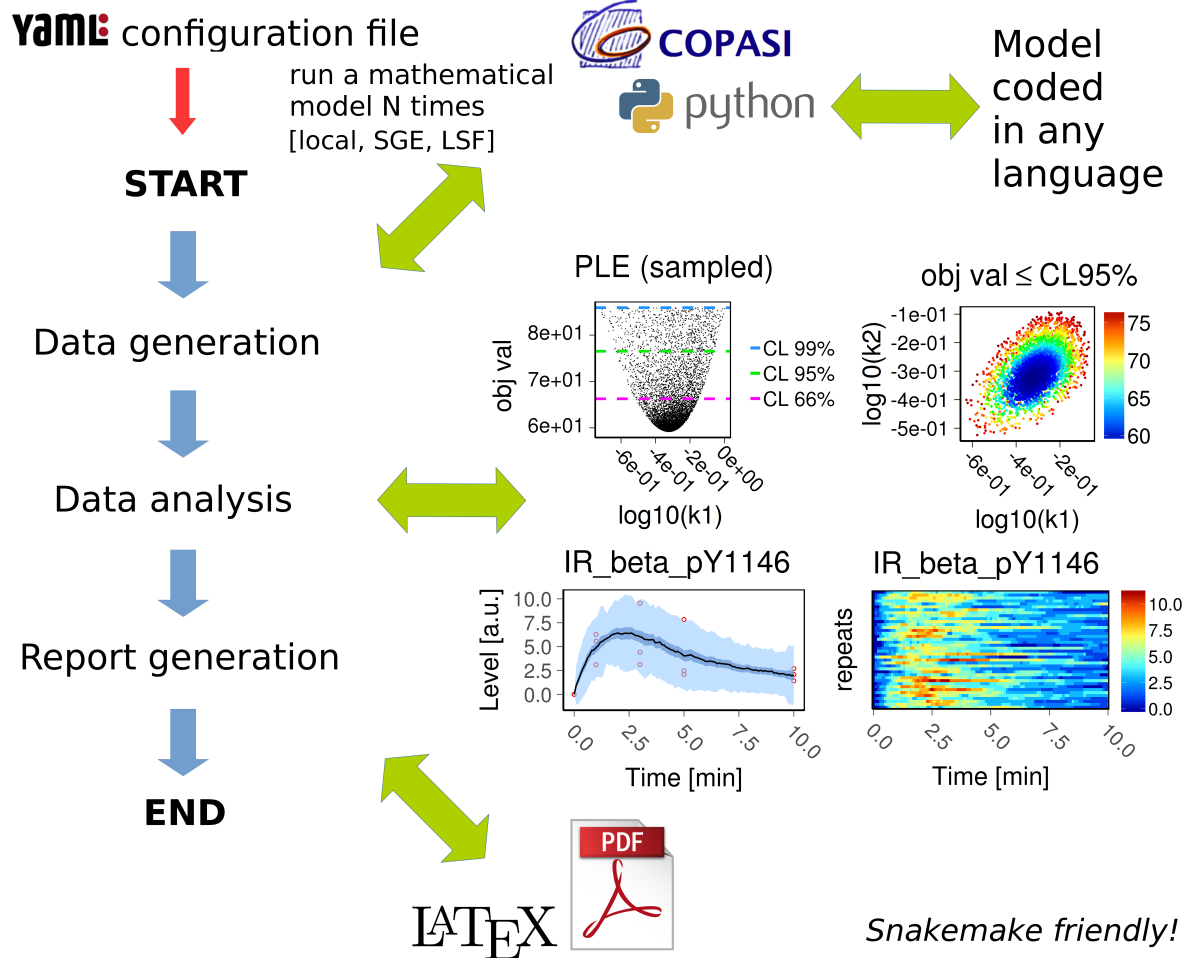 YAML: configuration file
run a mathematical
model N times
[local, SGE, LSF]
START
Data generation
Data analysis
Report generation
END
COPASI
python
Model
coded
in any
language
PLE (sampled)
obj val
8e+01
7e+01
6e+01
-6e-01
-4e-01
-2e-01
0e+00
log10(k1)
CL 99%
CL 95%
CL 66%
obj val ≤ CL95%
log10(k2)
-1e-01
-2e-01
-3e-01
-4e-01
-5e-01
-6e-01
-4e-01
-2e-01
log10(k1)
75
70
65
60
IR_beta_pY1146
Level [a.u.]
10.0
7.5
5.0
2.5
0.0
0.0
2.5
5.0
7.5
10.0
Time [min]
IR_beta_pY1146
repeats
0.0
2.5
5.0
7.5
10.0
Time [min]
10.0
7.5
5.0
2.5
0.0
PDF
LATEX
Snakemake friendly!